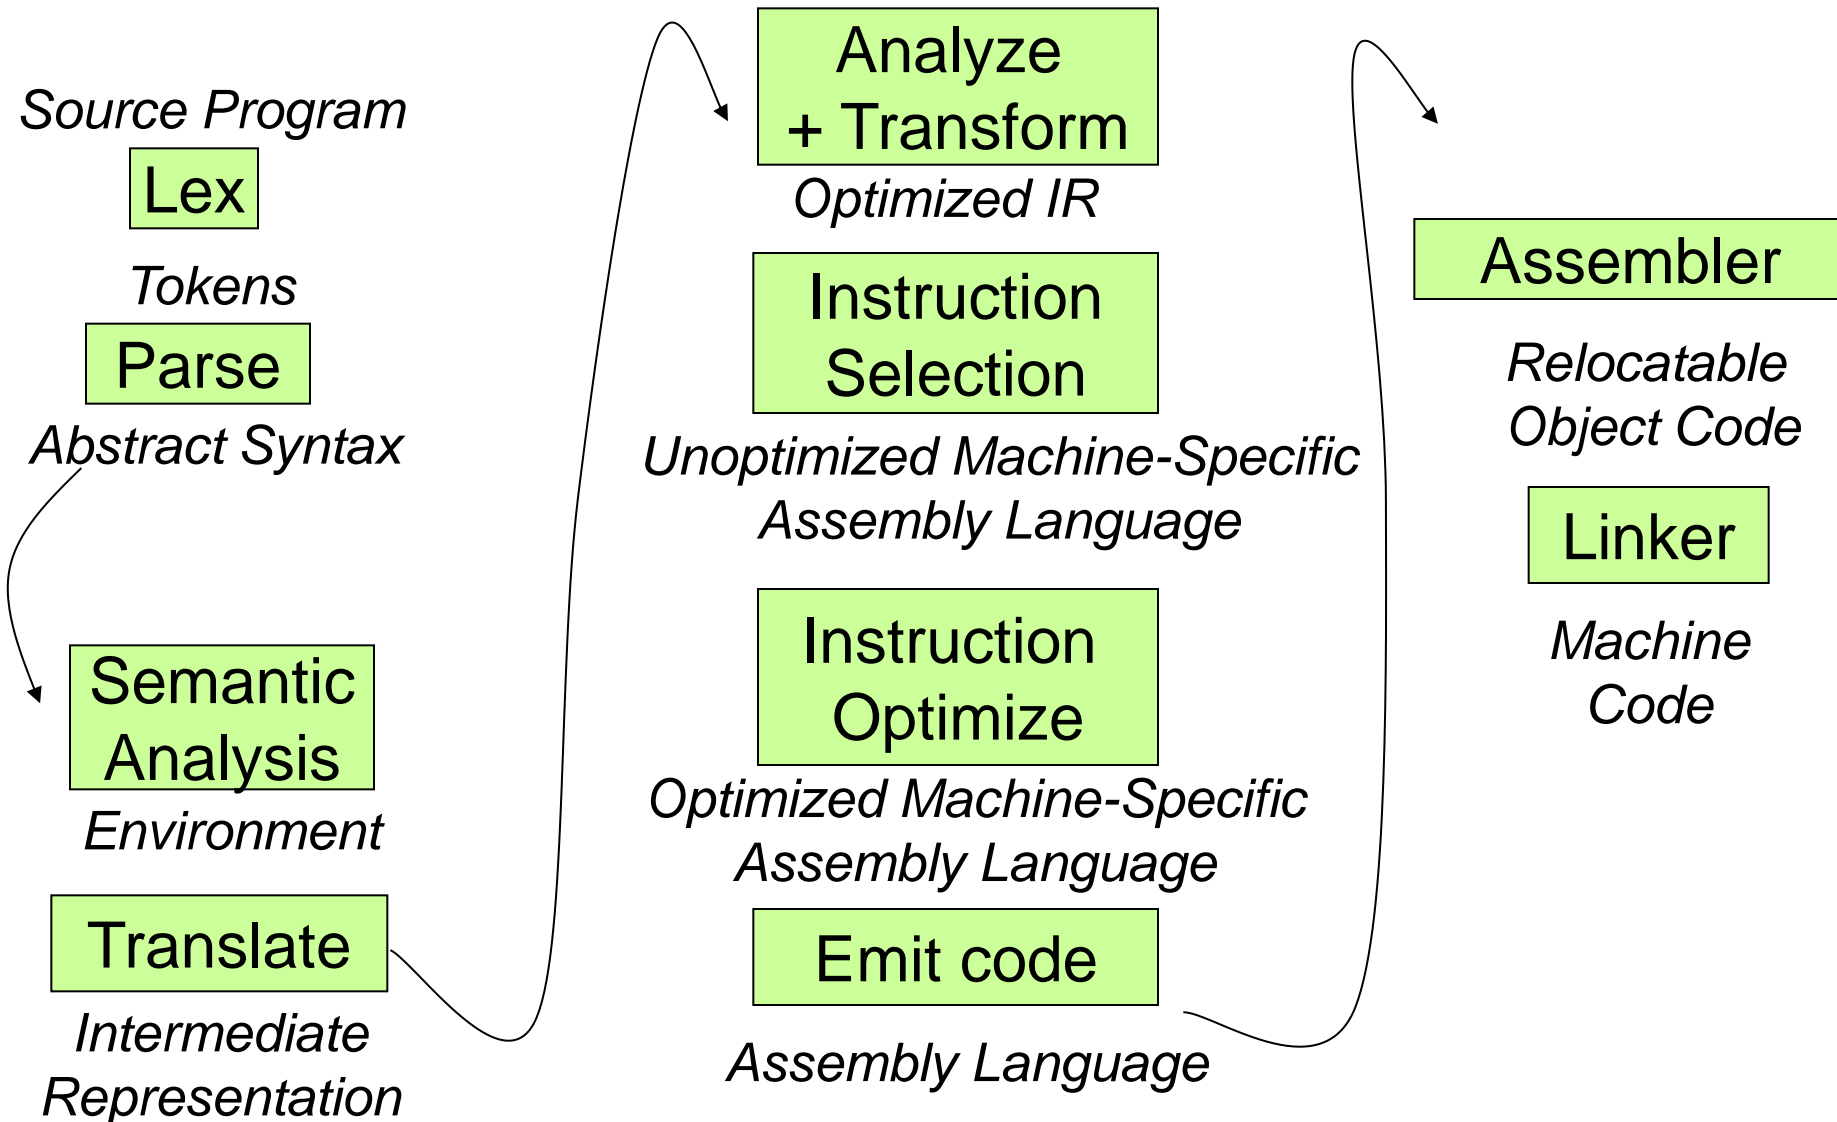 Source Program
Lex
Tokens
Parse
Abstract Syntax
Semantic
Analysis
Environment
Translate
Intermediate
Representation
Analyze
+ Transform
Optimized IR
Instruction
Selection
Unoptimized Machine-Specific
Assembly Language
Instruction
Optimize
Optimized Machine-Specific
Assembly Language
Emit code
Assembly Language
Assembler
Relocatable
Object Code
Linker
Machine
Code